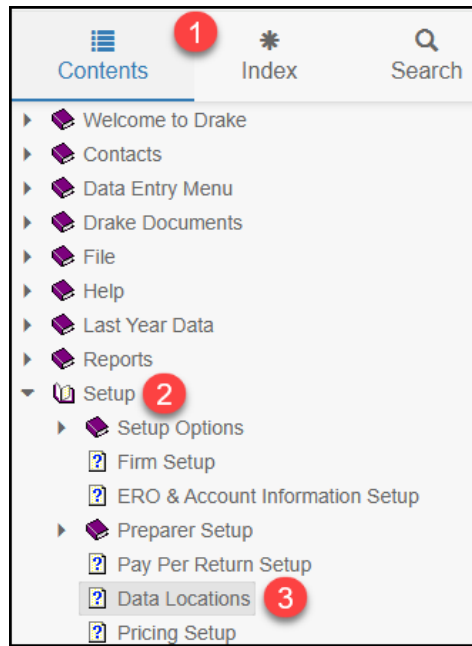 1
Contents Index Search
Welcome to Drake
Contacts
Data Entry Menu
Drake Documents
File
Help
Last Year Data
Reports
Setup 2
Setup Options
Firm Setup
ERO & Account Information Setup
Preparer Setup
Pay Per Return Setup
Data Locations 3
Pricing Setup